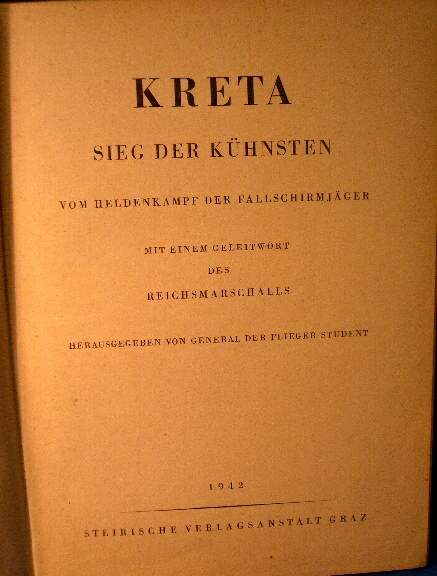 KRETA
SIEG DER KÜHNSTEN
VOM HELDENKAMPF DER FALLSCHIRMJÄGER
MIT EINEM GELEITWORT
DES
REICHSMARSCHALLS
HERAUSGEGEBEN VON GENERAL DER FLIEGER STUDENT
1942
STEIRISCHE VERLAGSANSTALT GRAZ